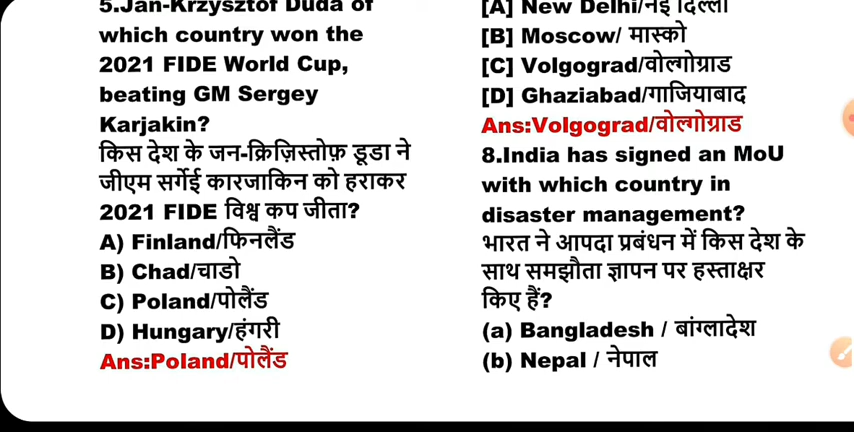 5.Jan-Krzysztof Duda of
which country won the
2021 FIDE World Cup,
beating GM Sergey
Karjakin?
किस देश के जन-क्रिज़िस्तोफ़ डूडा ने
जीएम सर्गेई कारजाकिन को हराकर
2021 FIDE विश्व कप जीता?
A) Finland/फिनलैंड
B) Chad/चाडो
C) Poland/पोलैंड
D) Hungary/हंगरी
Ans:Poland/पोलैंड
[A] New Delhi/नई दिल्ली
[B] Moscow/ मास्को
[C] Volgograd/वोल्गोग्राड
[D] Ghaziabad/गाजियाबाद
Ans:Volgograd/वोल्गोग्राड
8.India has signed an MoU
with which country in
disaster management?
भारत ने आपदा प्रबंधन में किस देश के
साथ समझौता ज्ञापन पर हस्ताक्षर
किए हैं?
(a) Bangladesh / बांग्लादेश
(b) Nepal / नेपाल